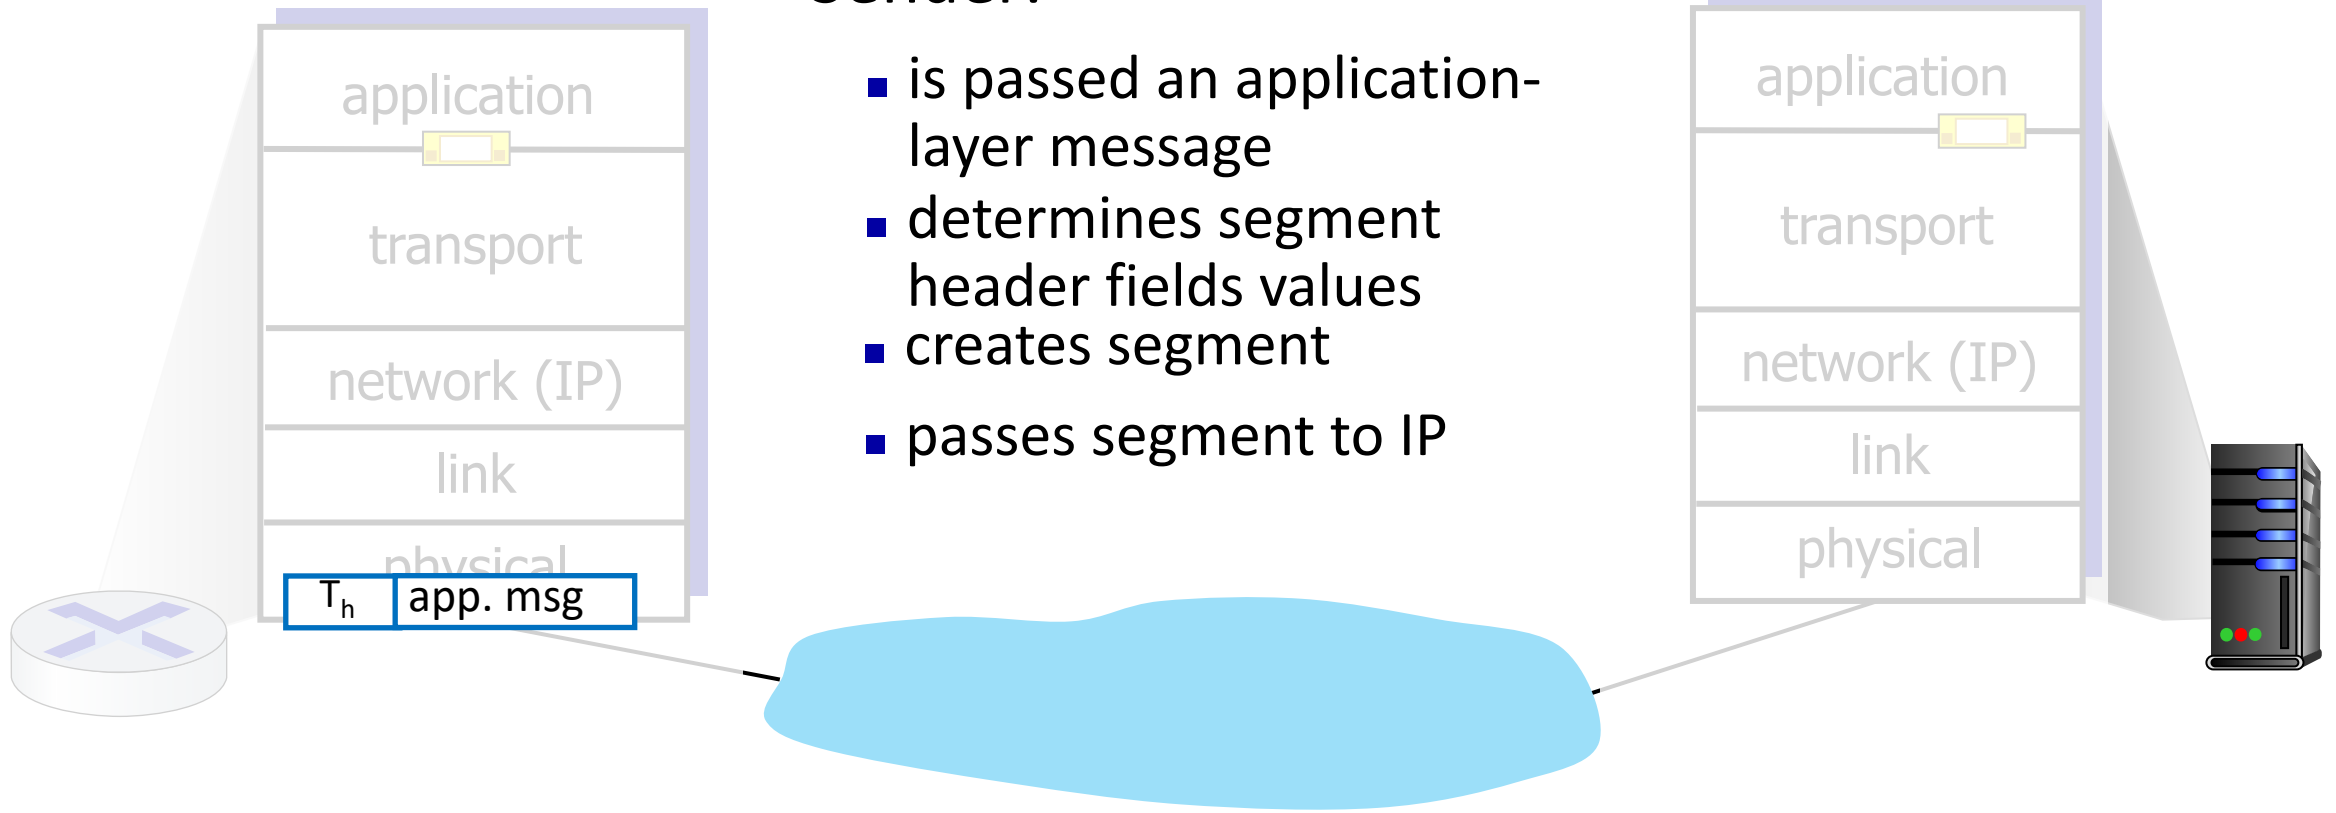 application
transport
network (IP)
link
physical
T h app. msg
is passed an application-
layer message
determines segment
header fields values
creates segment
passes segment to IP
application
transport
network (IP)
link
physical